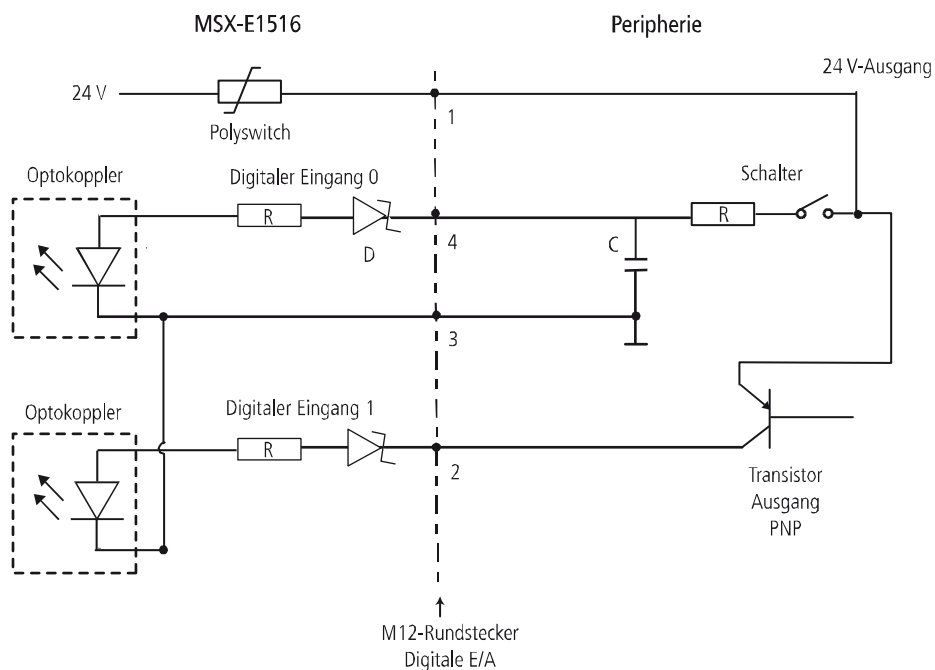 MSX-E1516
Peripherie
24 V-Ausgang
24 V
1
Polyswitch
Optokoppler
Digitaler Eingang 0
Schalter
R
R
D
4
C
3
Optokoppler
Digitaler Eingang 1
R
2
Transistor
Ausgang
PNP
M12-Rundstecker
Digitale E/A